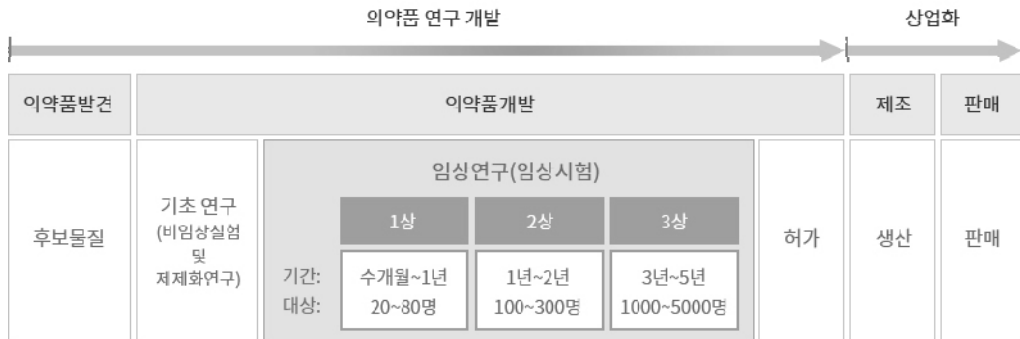 의약품 연구 개발
산업화
이약품발견
이약품개발
제조
판매
후보물질
기초 연구
(비임상실험
및
제제화연구)
임상연구(임상시험)
1상
2상
3상
기간:
수개월~1년
1년~2년
3년~5년
대상:
20~80명
100~300명
1000~5000명
허가
생산
판매